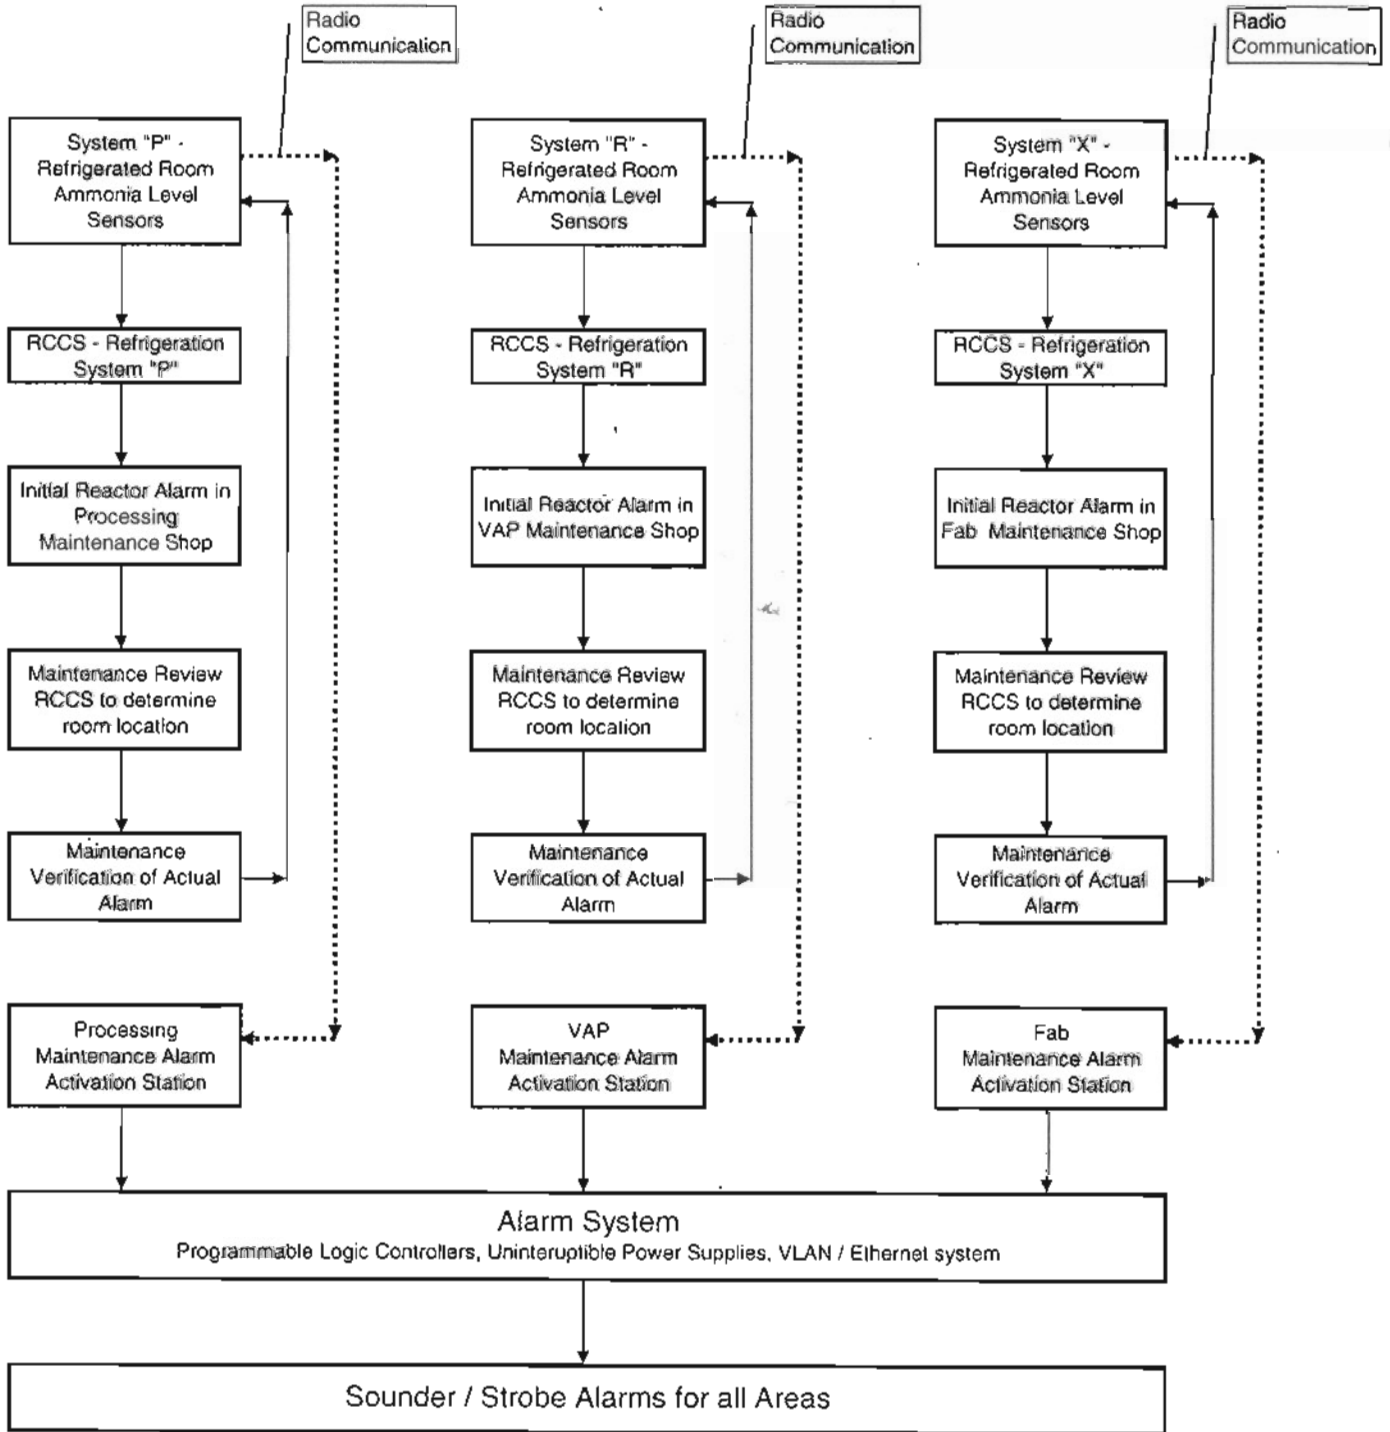 Radio
Communication
Radio
Communication
Radio
Communication
System "P" -
Refrigerated Room
Ammonia Level
Sensors
System "R" -
Refrigerated Room
Ammonia Level
Sensors
System "X" -
Refrigerated Room
Ammonia Level
Sensors
RCCS - Refrigeration
System "P"
RCCS - Refrigeration
System "R"
RCCS - Refrigeration
System "X"
Initial Reactor Alarm in
Processing
Maintenance Shop
Initial Reactor Alarm in
VAP Maintenance Shop
Initial Reactor Alarm in
Fab Maintenance Shop
Maintenance Review
RCCS to determine
room location
Maintenance Review
RCCS to determine
room location
Maintenance Review
RCCS to determine
room location
Maintenance
Verification of Actual
Alarm
Maintenance
Verification of Actual
Alarm
Maintenance
Verification of Actual
Alarm
Processing
Maintenance Alarm
Activation Station
VAP
Maintenance Alarm
Activation Station
Fab
Maintenance Alarm
Activation Station
Alarm System
Programmable Logic Controllers, Uninteruptible Power Supplies, VLAN / Ethernet system
Sounder / Strobe Alarms for all Areas